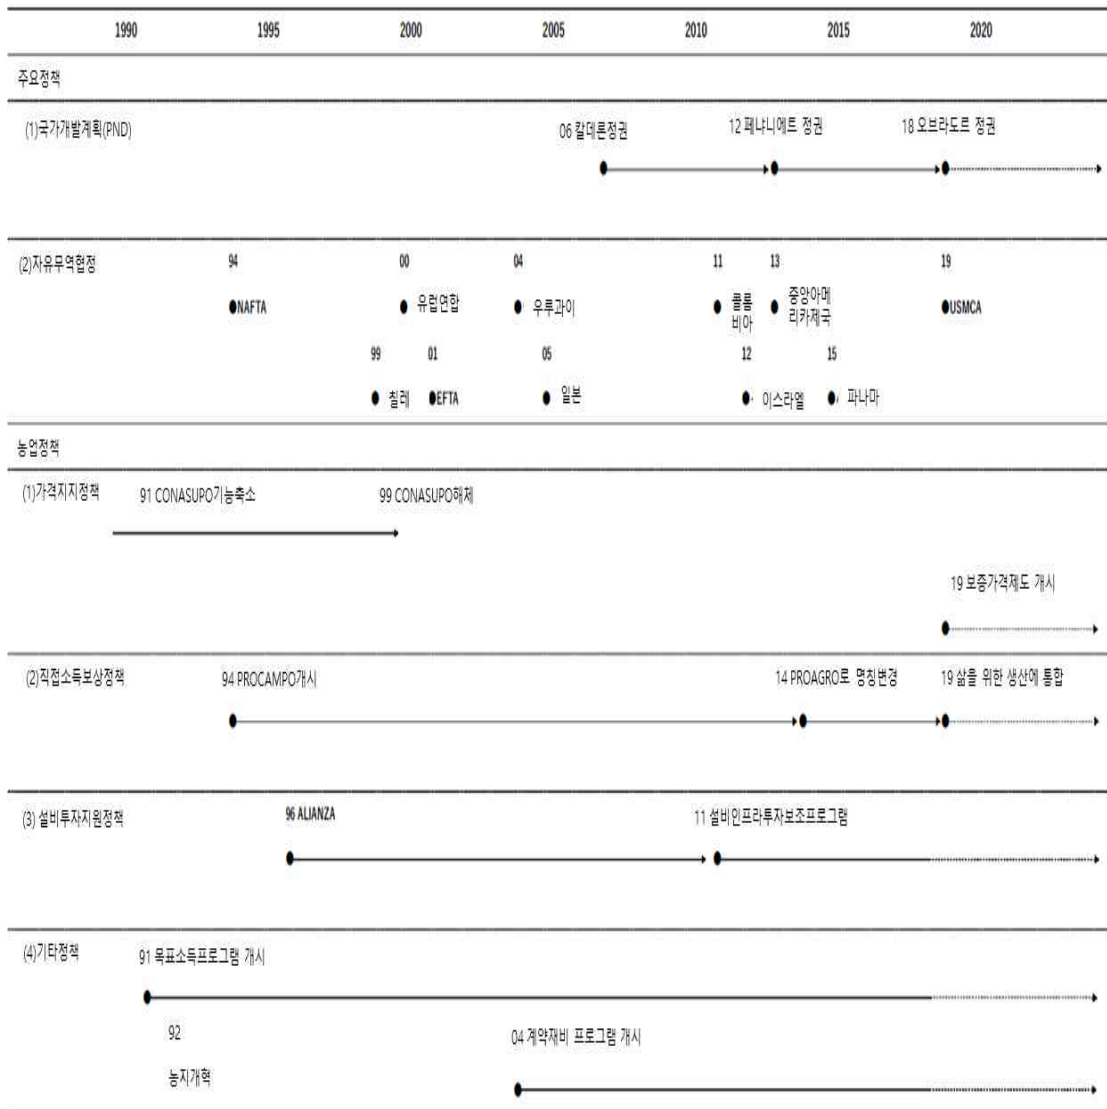 1990 1995 2000 2005 2010 2015 2020
주요정책
(1)국가개발계획(PND)
06 칼데론정권 12 페냐니에트 정권 18 오브라도르 정권
(2)자유무역협정
94 00 04 11 13 19
NAFTA 유럽연합 우루과이 콜롬 중앙아메 USMCA
비아 리카제국
99 01 05 12 15
칠레 EFTA 일본 이스라엘 파나마
농업정책
(1)가격지지정책 91 CONASUPO기능축소 99 CONASUPO해체
19 보증가격제도 개시
(2)직접소득보상정책 94 PROCAMPO개시 14 PROAGRO로 명칭변경 19 삶을 위한 생산에 통합
(3) 설비투자지원정책 96 ALIANZA 11 설비인프라투자보조프로그램
(4)기타정책 91 목표소득프로그램 개시
92 04 계약재비 프로그램 개시
농지개혁